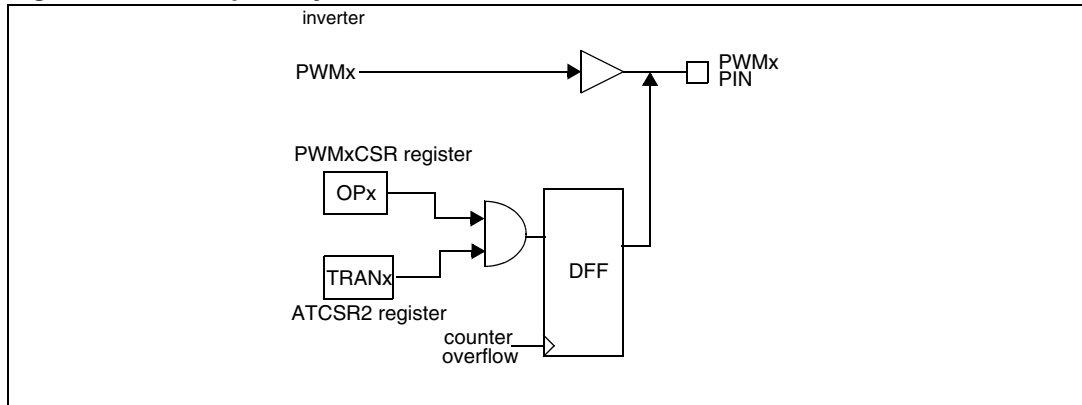 inverter
PWMx
PWMx
PIN
PWMxCSR register
OPx
TRANx
ATCSR2 register
DFF
counter
overflow